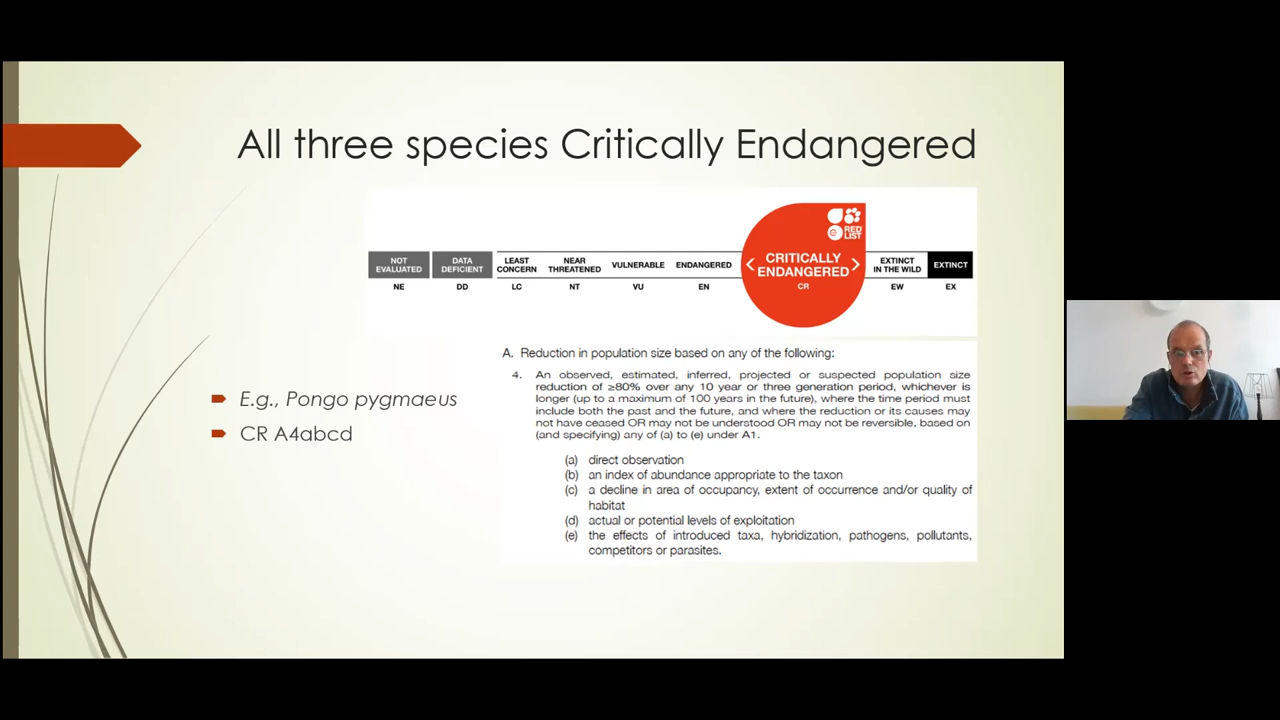 All three species Critically Endangered
RED
LIST
NOT
EVALUATED
DATA
DEFICIENT
LEAST
CONCERN
NEAR
THREATENED
VULNERABLE
ENDANGERED
< CRITICALLY
ENDANGERED >
EXTINCT
IN THE WILD
EXTINCT
NE
DD
LC
NT
VU
EN
CR
EW
EX
A. Reduction in population size based on any of the following:
4. An observed, estimated, inferred, projected or suspected population size
reduction of ≥80% over any 10 year or three generation period, whichever is
longer (up to a maximum of 100 years in the future), where the time period must
include both the past and the future, and where the reduction or its causes may
not have ceased OR may not be understood OR may not be reversible, based on
(and specifying) any of (a) to (e) under A1.
(a) direct observation
(b) an index of abundance appropriate to the taxon
(c) a decline in area of occupancy, extent of occurrence and/or quality of
habitat
(d) actual or potential levels of exploitation
(e) the effects of introduced taxa, hybridization, pathogens, pollutants,
competitors or parasites.
E.g., Pongo pygmaeus
CR A4abcd